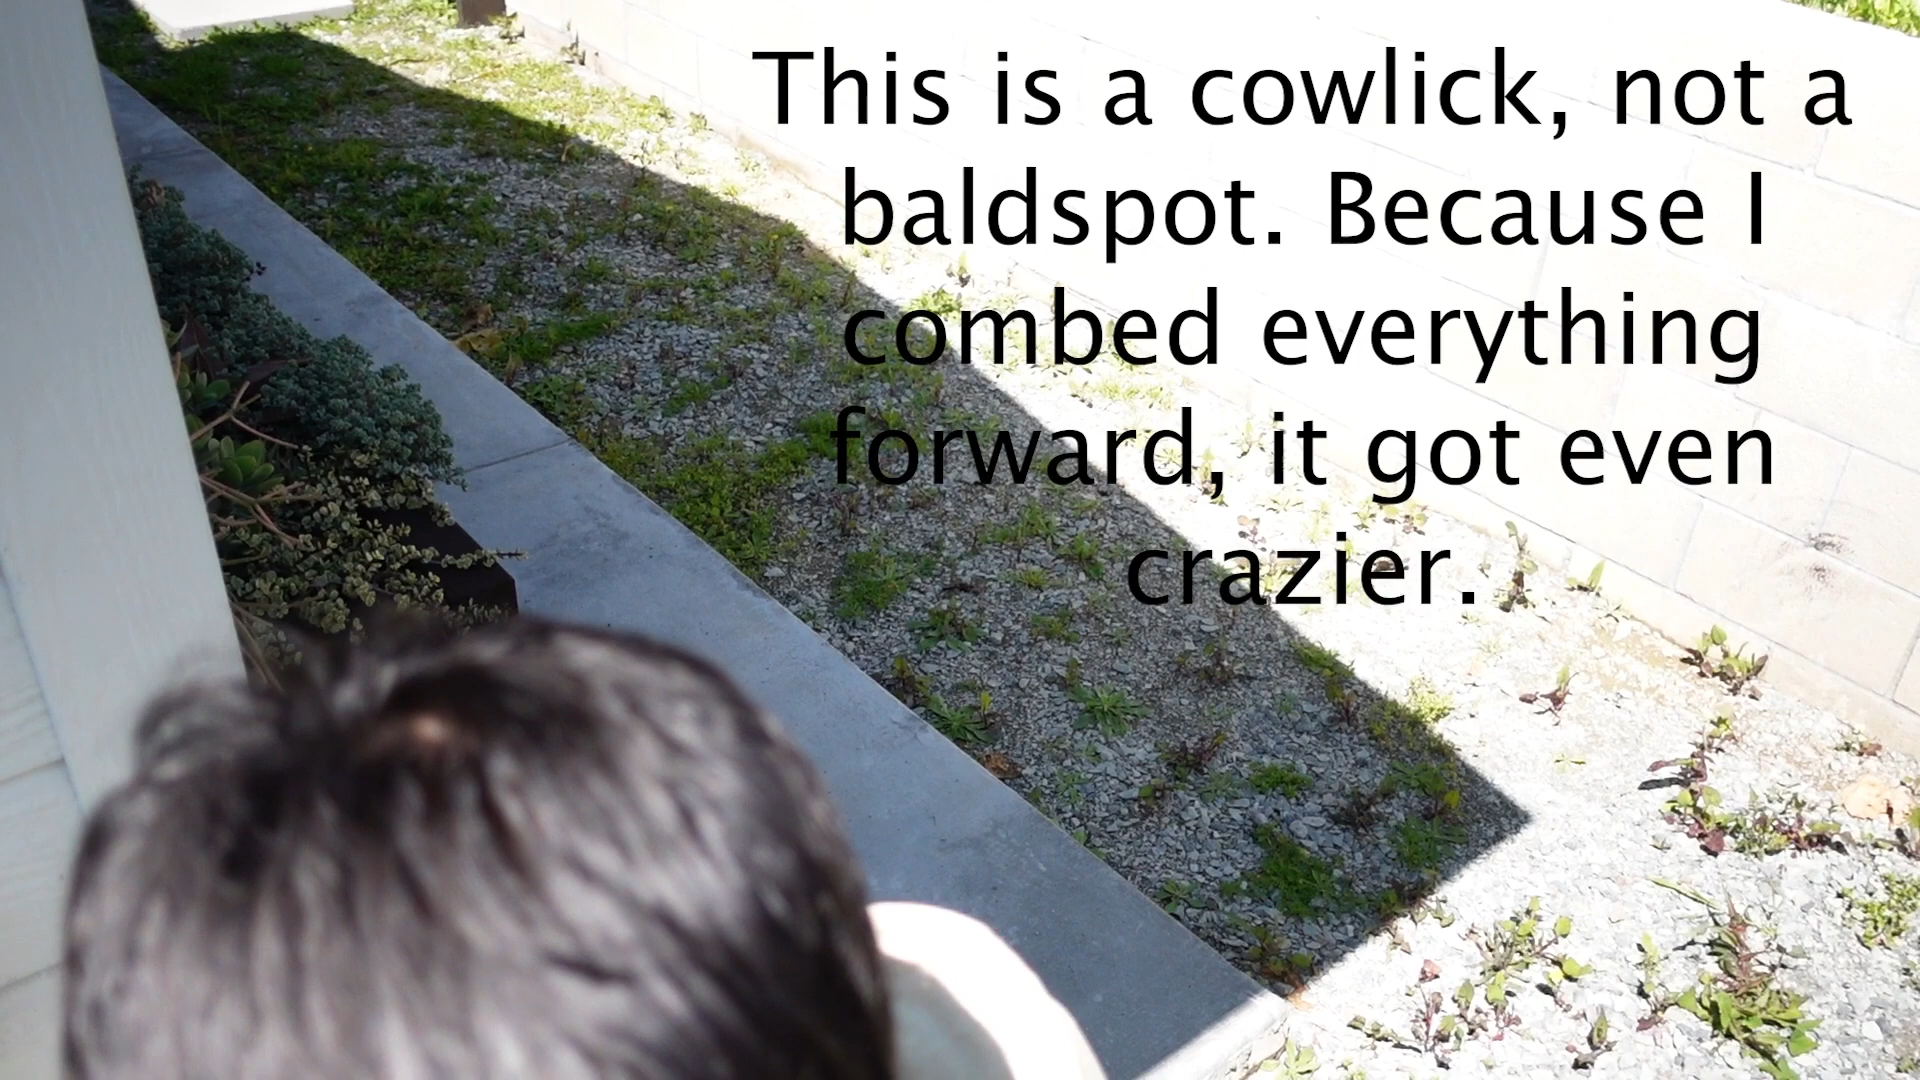 This is a cowlick, not a
baldspot. Because I
combed everything
forward, it got even
crazier.